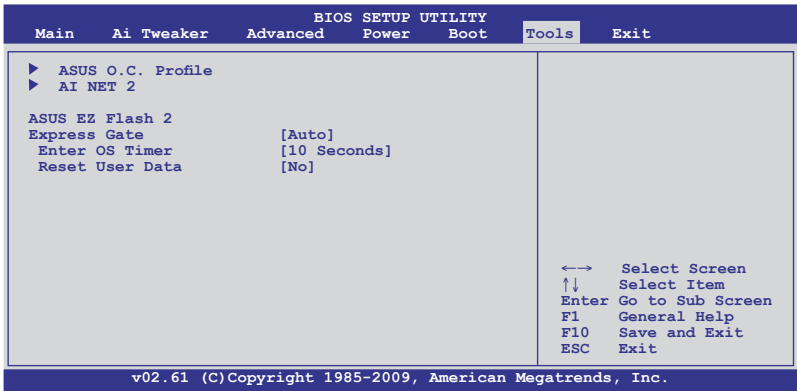 BIOS SETUP UTILITY
Main Ai Tweaker Advanced Power Boot Tools Exit
▶ ASUS O.C. Profile
▶ AI NET 2
ASUS EZ Flash 2
Express Gate [Auto]
Enter OS Timer [10 Seconds]
Reset User Data [No]
←→ Select Screen
↑↓ Select Item
Enter Go to Sub Screen
F1 General Help
F10 Save and Exit
ESC Exit
v02.61 (C)Copyright 1985-2009, American Megatrends, Inc.